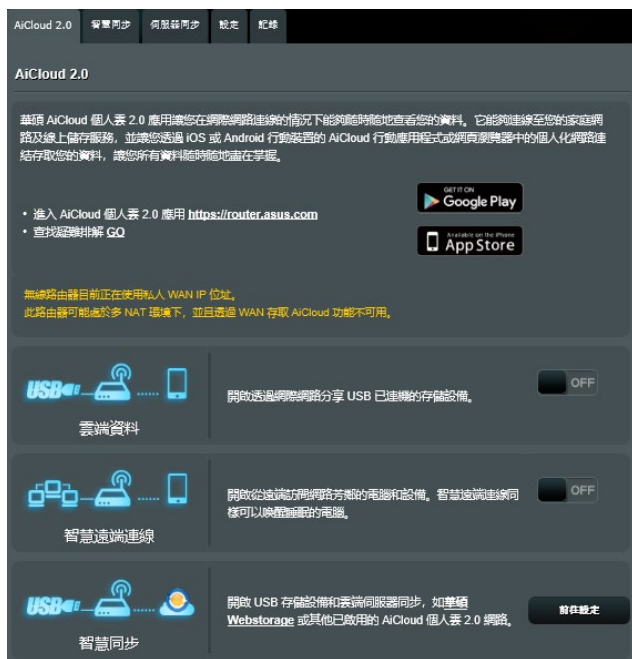 AiCloud 2.0 智慧同步 伺服器同步 設定 記錄
AiCloud 2.0
華碩 AiCloud 個人雲 2.0 應用讓您在網際網路連線的情況下能夠隨時隨地查看您的資料。它能夠連線至您的家庭網
路及線上儲存服務，並讓您透過 iOS 或 Android 行動裝置的 AiCloud 行動應用程式或網頁瀏覽器中的個人化網路連
結存取您的資料，讓您所有資料隨時隨地盡在掌握。
GET IT ON
Google Play
• 進入 AiCloud 個人雲 2.0 應用 https://router.asus.com
• 查找疑難排解 GO
Available on the iPhone
App Store
無線路由器目前正在使用私人 WAN IP 位址。
此路由器可能處於多 NAT 環境下，並且透過 WAN 存取 AiCloud 功能不可用。
USB
雲端資料
開啟透過網際網路分享 USB 已連機的存儲設備。
OFF
智慧遠端連線
開啟從遠端訪問網路芳鄰的電腦和設備。智慧遠端連線同
樣可以喚醒睡眠的電腦。
OFF
USB
智慧同步
開啟 USB 存儲設備和雲端伺服器同步，如華碩
Webstorage 或其他已啟用的 AiCloud 個人雲 2.0 網路。
前往設定